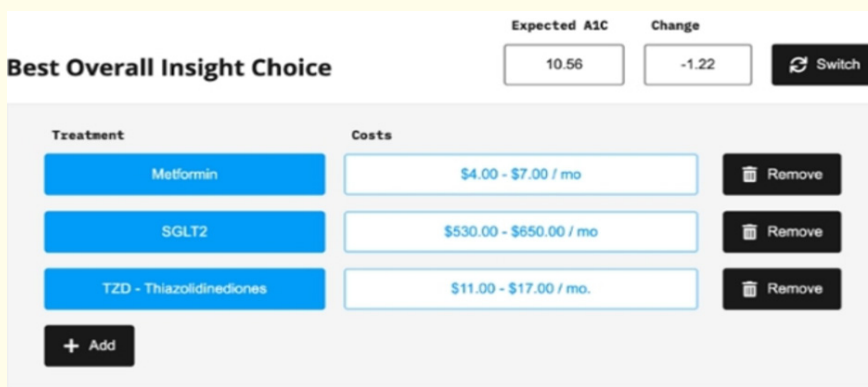 Expected A1C Change
Best Overall Insight Choice 10.56 -1.22 Switch
Treatment Costs
Metformin $4.00 - $7.00 / mo Remove
SGLT2 $530.00 - $650.00 / mo Remove
TZD - Thiazolidinediones $11.00 - $17.00 / mo. Remove
+ Add